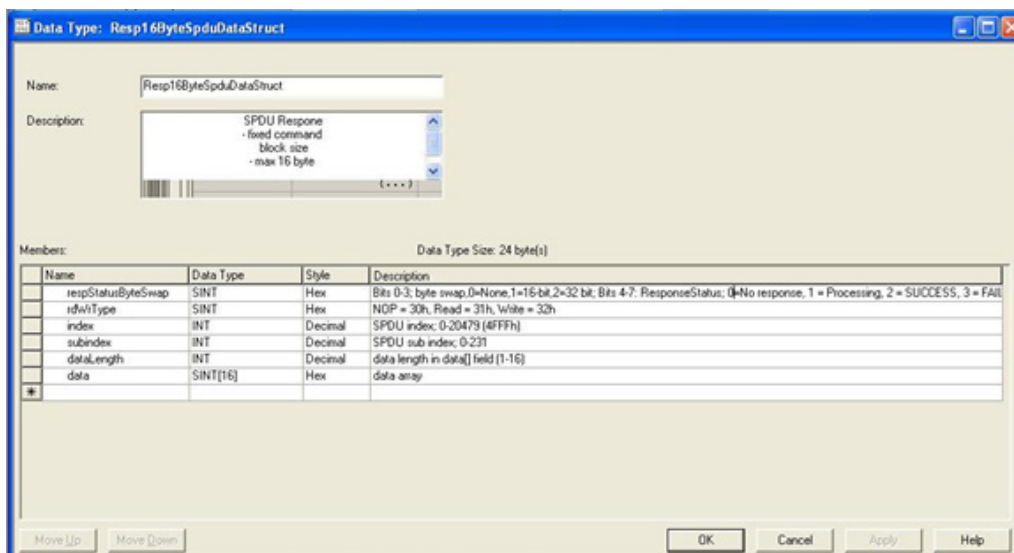 Data Type: Resp16ByteSpduDataStruct
Name: Resp16ByteSpduDataStruct
Description: SPDU Respone
- fixed command
block size
- max 16 byte
(...)
Members: Data Type Size: 24 byte(s)
Name Data Type Style Description
respStatusByteSwap SINT Hex Bits 0-3; byte swap,0=None,1=16-bit,2=32 bit; Bits 4-7: ResponseStatus; 0=No response, 1 = Processing, 2 = SUCCESS, 3 = FAIL
rdWrType SINT Hex NOP = 30h, Read = 31h, Write = 32h
index INT Decimal SPDU index; 0-20479 (4FFFh)
subindex INT Decimal SPDU sub index; 0-231
dataLength INT Decimal data length in data[] field (1-16)
data SINT[16] Hex data array
Move Up Move Down OK Cancel Apply Help